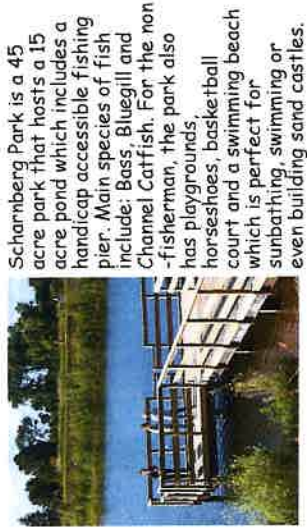 Scharnberg Park is a 45
acre park that hosts a 15
acre pond which includes a
handicap accessible fishing
pier. Main species of fish
include: Bass, Bluegill and
Channel Catfish. For the non
-fisherman, the park also
has playgrounds,
horseshoes, basketball
court and a swimming beach
which is perfect for
sunbathing, swimming or
even building sand castles.